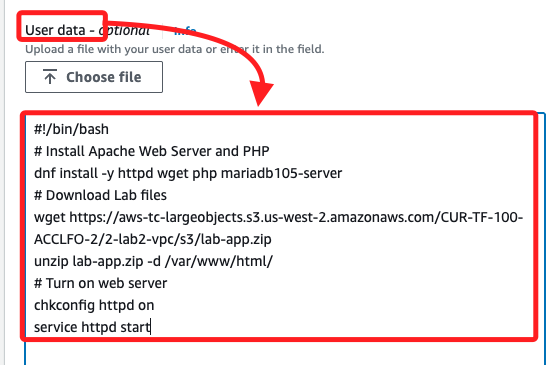 User data - optional Info
Upload a file with your user data or enter it in the field.
Choose file
#!/bin/bash
# Install Apache Web Server and PHP
dnf install -y httpd wget php mariadb105-server
# Download Lab files
wget https://aws-tc-largeobjects.s3.us-west-2.amazonaws.com/CUR-TF-100-
ACCLFO-2/2-lab2-vpc/s3/lab-app.zip
unzip lab-app.zip -d /var/www/html/
# Turn on web server
chkconfig httpd on
service httpd start